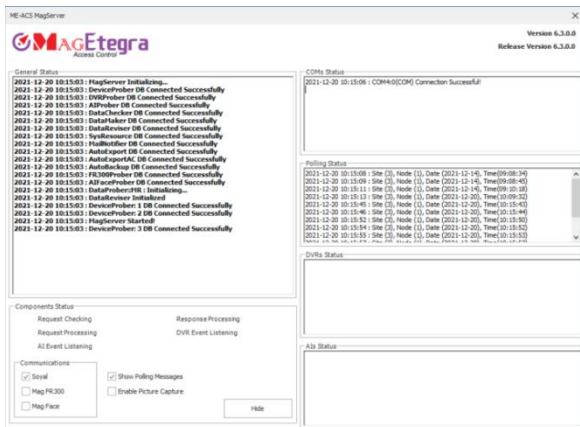 ME-ACS MagServer
MAGEtegra
Access Control
Version 6.3.0.0
Release Version 6.3.0.0
General Status
2021-12-20 10:15:03 : MagServer Initializing...
2021-12-20 10:15:03 : DeviceProber DB Connected Successfully
2021-12-20 10:15:03 : DVRProber DB Connected Successfully
2021-12-20 10:15:03 : AIProber DB Connected Successfully
2021-12-20 10:15:03 : DataChecker DB Connected Successfully
2021-12-20 10:15:03 : DataMaker DB Connected Successfully
2021-12-20 10:15:03 : DataReviser DB Connected Successfully
2021-12-20 10:15:03 : SysResource DB Connected Successfully
2021-12-20 10:15:03 : MailNotifier DB Connected Successfully
2021-12-20 10:15:03 : AutoExport DB Connected Successfully
2021-12-20 10:15:03 : AutoExportAC DB Connected Successfully
2021-12-20 10:15:03 : AutoBackup DB Connected Successfully
2021-12-20 10:15:03 : FR300Prober DB Connected Successfully
2021-12-20 10:15:03 : AIFaceProber DB Connected Successfully
2021-12-20 10:15:03 : DataProber:MR : Initializing...
2021-12-20 10:15:03 : DataReviser Initialized
2021-12-20 10:15:03 : DeviceProber: 1 DB Connected Successfully
2021-12-20 10:15:03 : DeviceProber: 2 DB Connected Successfully
2021-12-20 10:15:03 : MagServer Started!
2021-12-20 10:15:03 : DeviceProber: 3 DB Connected Successfully
COMs Status
2021-12-20 10:15:06 : COM4:0(COM) Connection Successful!
Polling Status
2021-12-20 10:15:08 : Site (3), Node (1), Date (2021-12-14), Time(09:08:34)
2021-12-20 10:15:09 : Site (3), Node (1), Date (2021-12-14), Time(09:08:45)
2021-12-20 10:15:11 : Site (3), Node (1), Date (2021-12-14), Time(09:10:18)
2021-12-20 10:15:13 : Site (3), Node (1), Date (2021-12-20), Time(10:09:32)
2021-12-20 10:15:45 : Site (3), Node (1), Date (2021-12-20), Time(10:15:43)
2021-12-20 10:15:46 : Site (3), Node (1), Date (2021-12-20), Time(10:15:44)
2021-12-20 10:15:52 : Site (3), Node (1), Date (2021-12-20), Time(10:15:50)
2021-12-20 10:15:54 : Site (3), Node (1), Date (2021-12-20), Time(10:15:52)
2021-12-20 10:15:55 : Site (3), Node (1), Date (2021-12-20), Time(10:15:53)
DVRs Status
AIs Status
Components Status
Request Checking
Response Processing
Request Processing
DVR Event Listening
AI Event Listening
Communications
Soyal
Mag FR300
Mag Face
Show Polling Messages
Enable Picture Capture
Hide